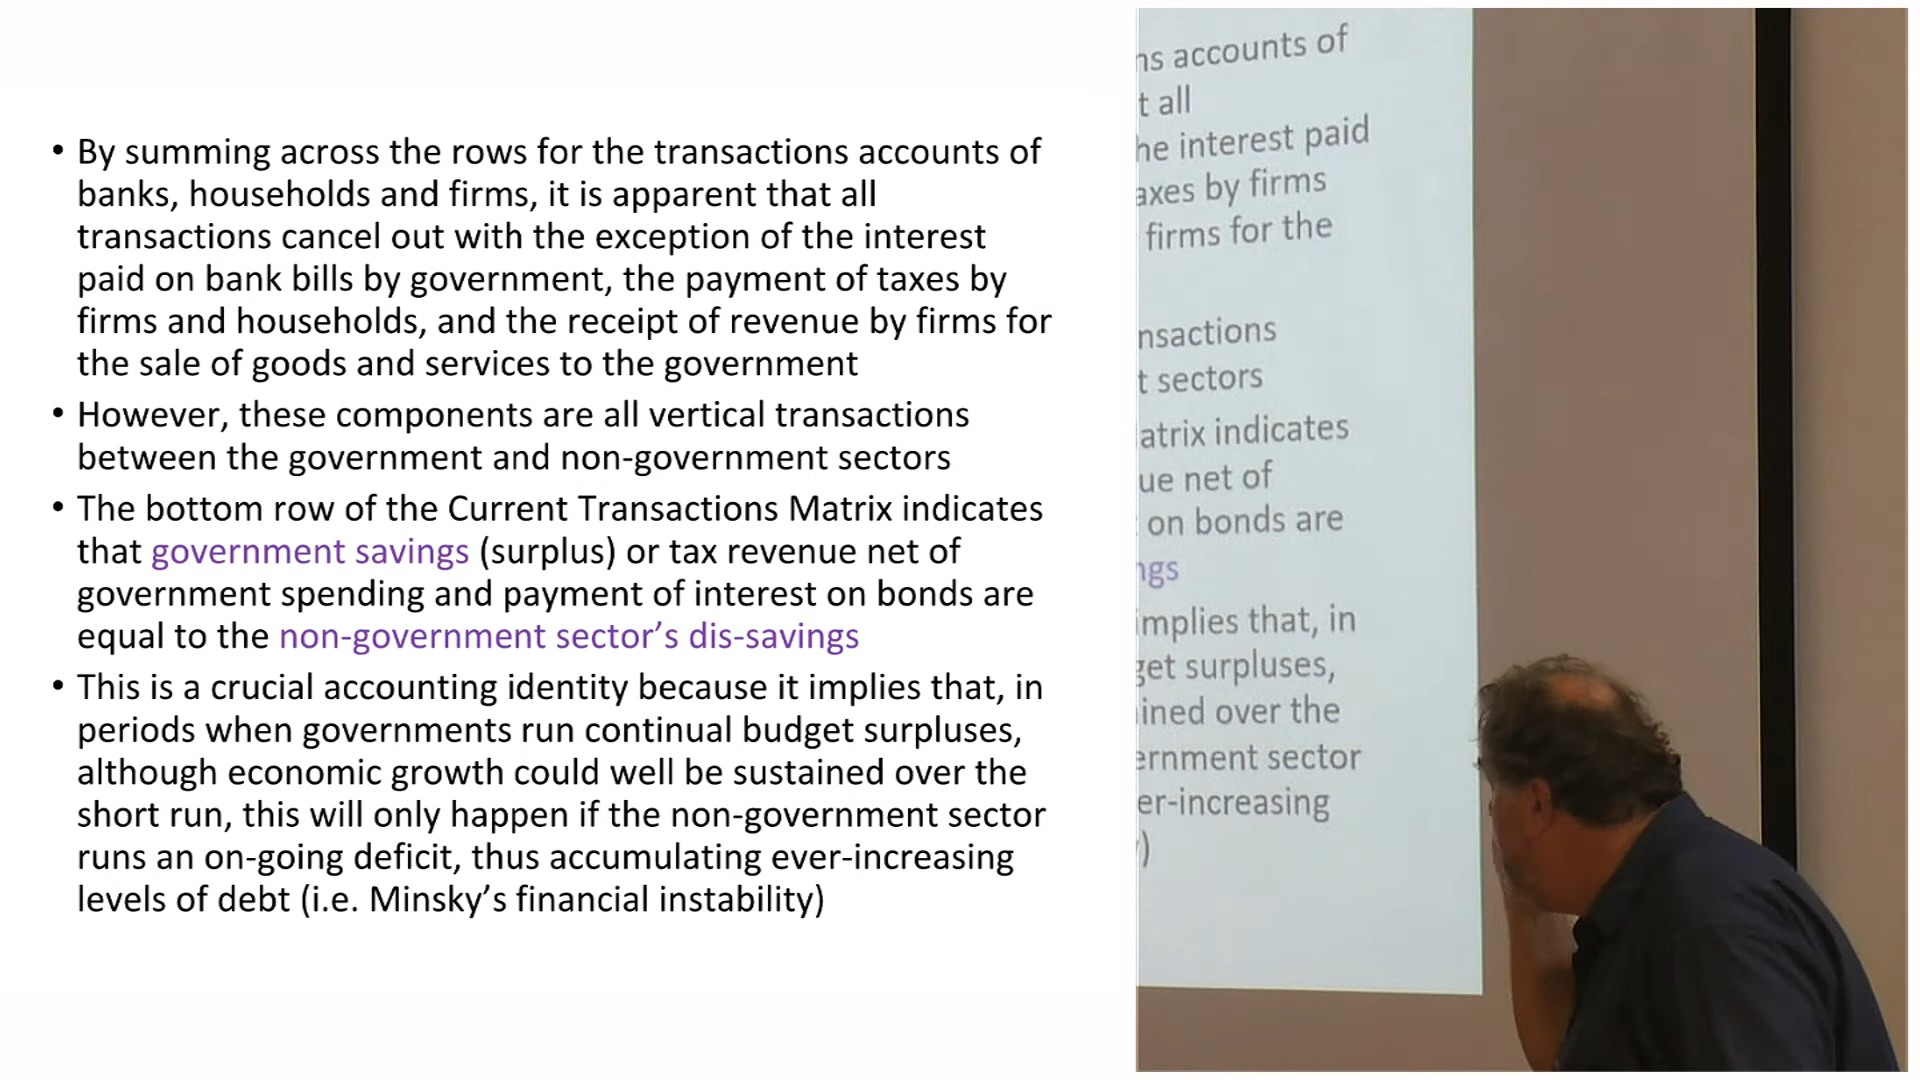 • By summing across the rows for the transactions accounts of
banks, households and firms, it is apparent that all
transactions cancel out with the exception of the interest
paid on bank bills by government, the payment of taxes by
firms and households, and the receipt of revenue by firms for
the sale of goods and services to the government
• However, these components are all vertical transactions
between the government and non-government sectors
• The bottom row of the Current Transactions Matrix indicates
that government savings (surplus) or tax revenue net of
government spending and payment of interest on bonds are
equal to the non-government sector’s dis-savings
• This is a crucial accounting identity because it implies that, in
periods when governments run continual budget surpluses,
although economic growth could well be sustained over the
short run, this will only happen if the non-government sector
runs an on-going deficit, thus accumulating ever-increasing
levels of debt (i.e. Minsky’s financial instability)
ns accounts of
t all
he interest paid
axes by firms
firms for the
nsactions
t sectors
atrix indicates
ue net of
on bonds are
ngs
implies that, in
get surpluses,
ined over the
ernment sector
er-increasing
)